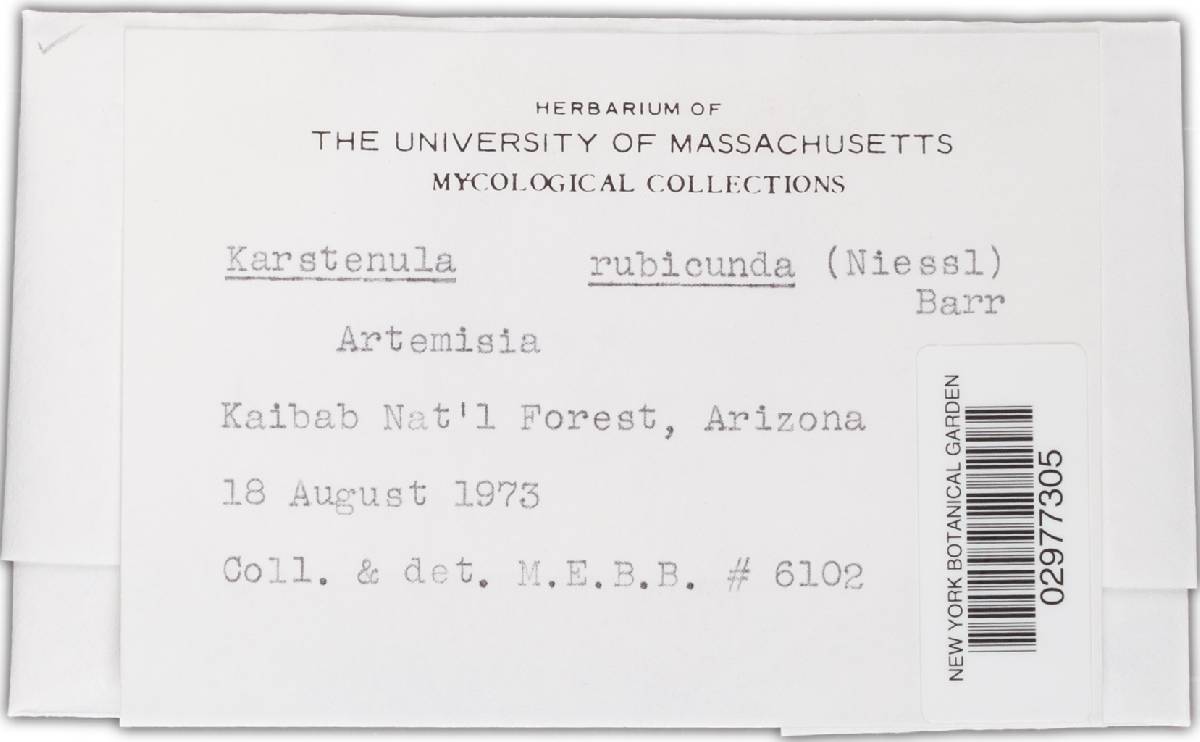 HERBARIUM OF
THE UNIVERSITY OF MASSACHUSETTS
MYCOLOGICAL COLLECTIONS
Karstenula rubicunda (Niessl)
Barr
Artemisia
Kaibab Nat'l Forest, Arizona
18 August 1973
Coll. & det. M.E.B.B. # 6102
NEW YORK BOTANICAL GARDEN
02977305